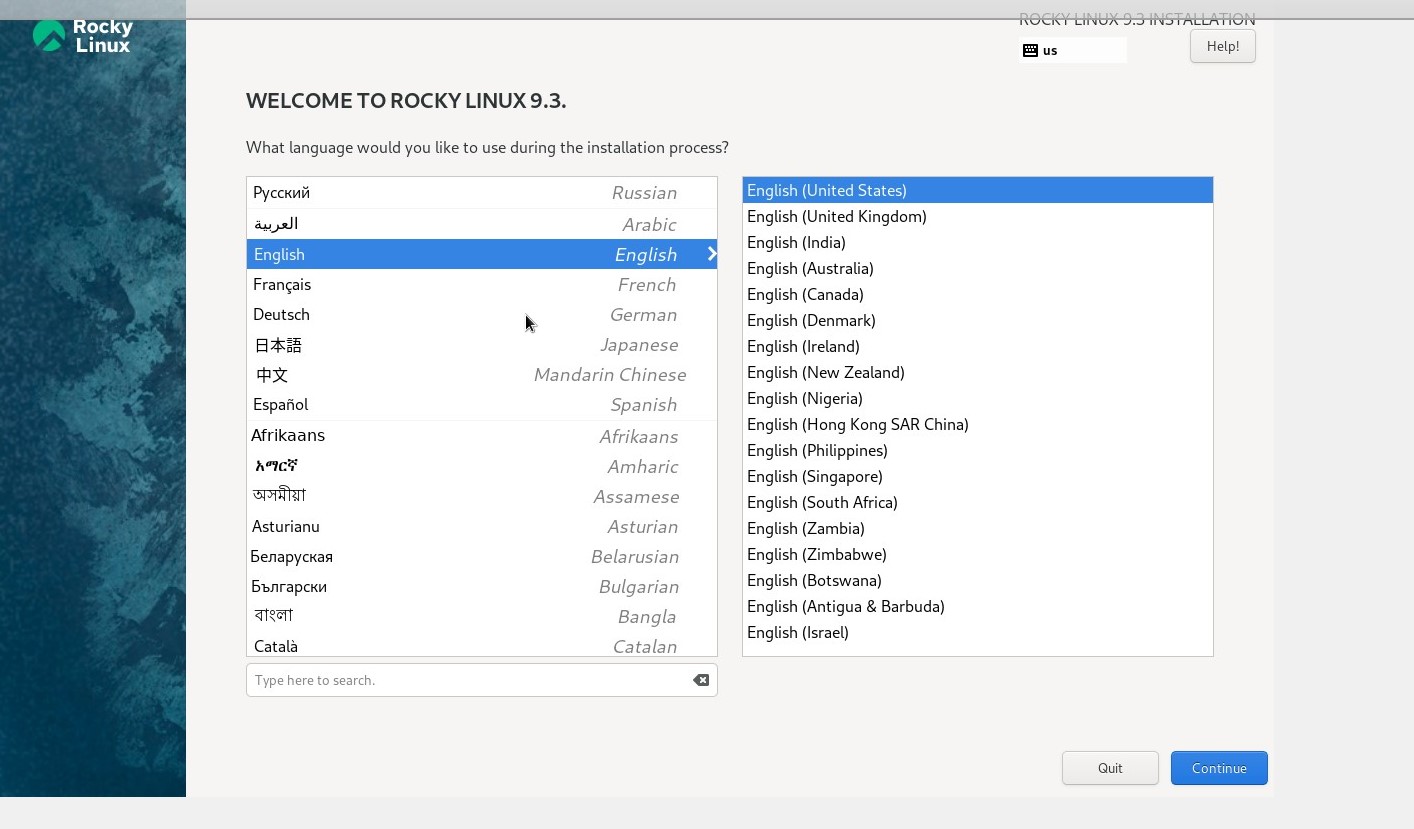 Rocky
Linux
ROCKY LINUX 9.3 INSTALLATION
us
Help!
WELCOME TO ROCKY LINUX 9.3.
What language would you like to use during the installation process?
Русский Russian
العربية Arabic
English English
Français French
Deutsch German
日本語 Japanese
中文 Mandarin Chinese
Español Spanish
Afrikaans Afrikaans
አማርኛ Amharic
অসমীয়া Assamese
Asturianu Asturian
Беларуская Belarusian
Български Bulgarian
বাংলা Bangla
Català Catalan
Type here to search.
English (United States)
English (United Kingdom)
English (India)
English (Australia)
English (Canada)
English (Denmark)
English (Ireland)
English (New Zealand)
English (Nigeria)
English (Hong Kong SAR China)
English (Philippines)
English (Singapore)
English (South Africa)
English (Zambia)
English (Zimbabwe)
English (Botswana)
English (Antigua & Barbuda)
English (Israel)
Quit
Continue